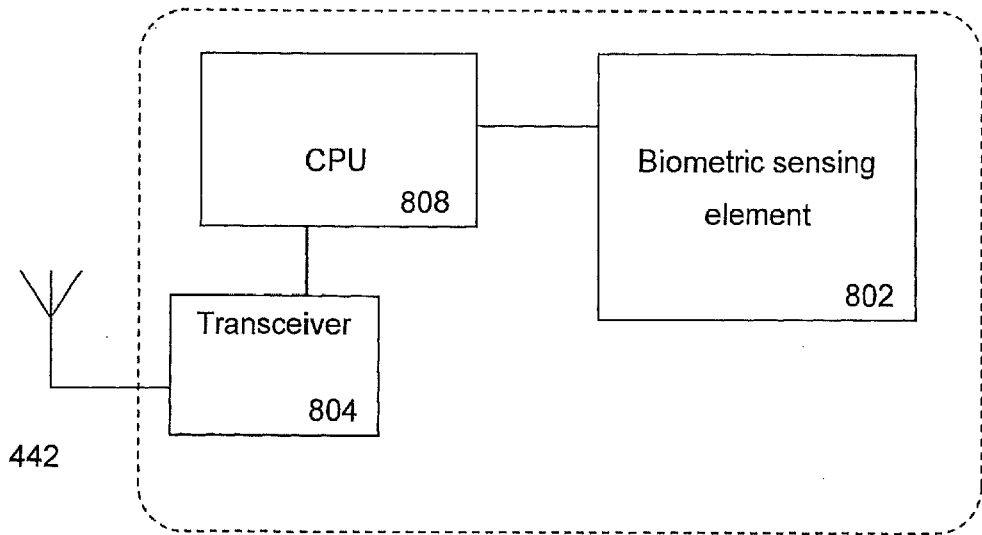 CPU
808
Biometric sensing
element
802
Transceiver
804
442